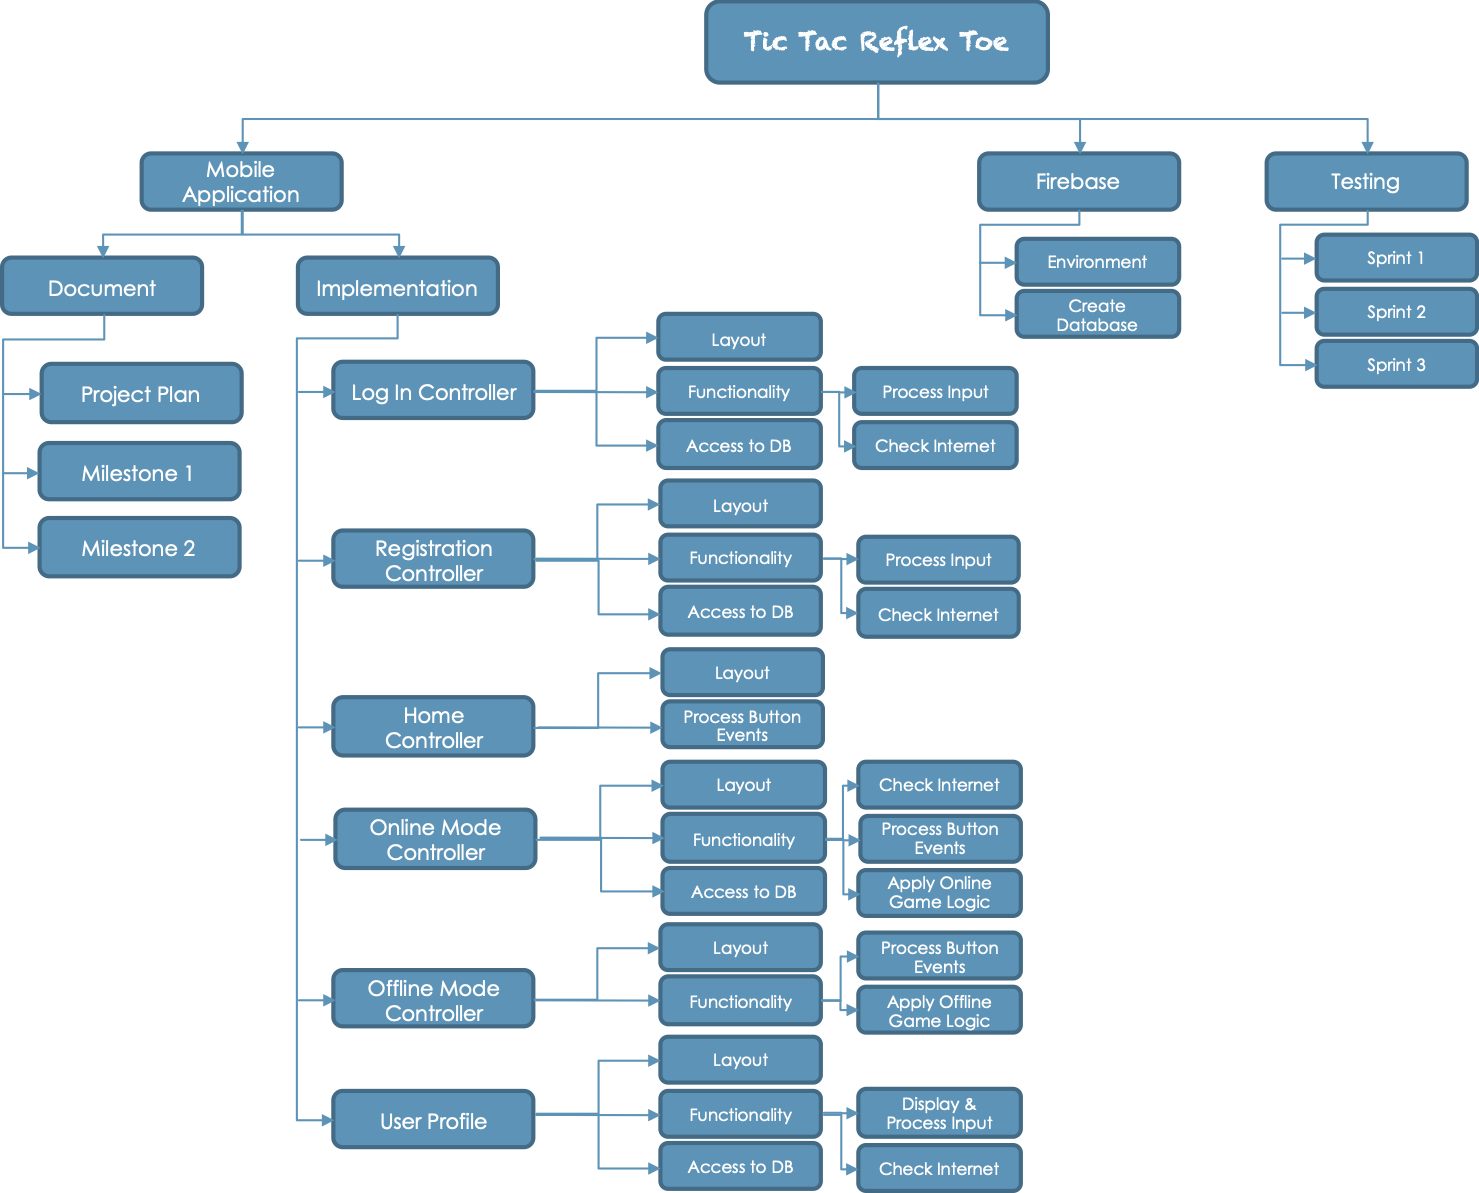 Tic Tac Reflex Toe
Mobile
Application
Firebase
Testing
Document
Implementation
Environment
Create
Database
Sprint 1
Sprint 2
Sprint 3
Project Plan
Milestone 1
Milestone 2
Log In Controller
Layout
Functionality
Access to DB
Process Input
Check Internet
Registration
Controller
Layout
Functionality
Access to DB
Process Input
Check Internet
Home
Controller
Layout
Process Button
Events
Online Mode
Controller
Layout
Functionality
Access to DB
Check Internet
Process Button
Events
Apply Online
Game Logic
Offline Mode
Controller
Layout
Functionality
Process Button
Events
Apply Offline
Game Logic
User Profile
Layout
Functionality
Access to DB
Display &
Process Input
Check Internet